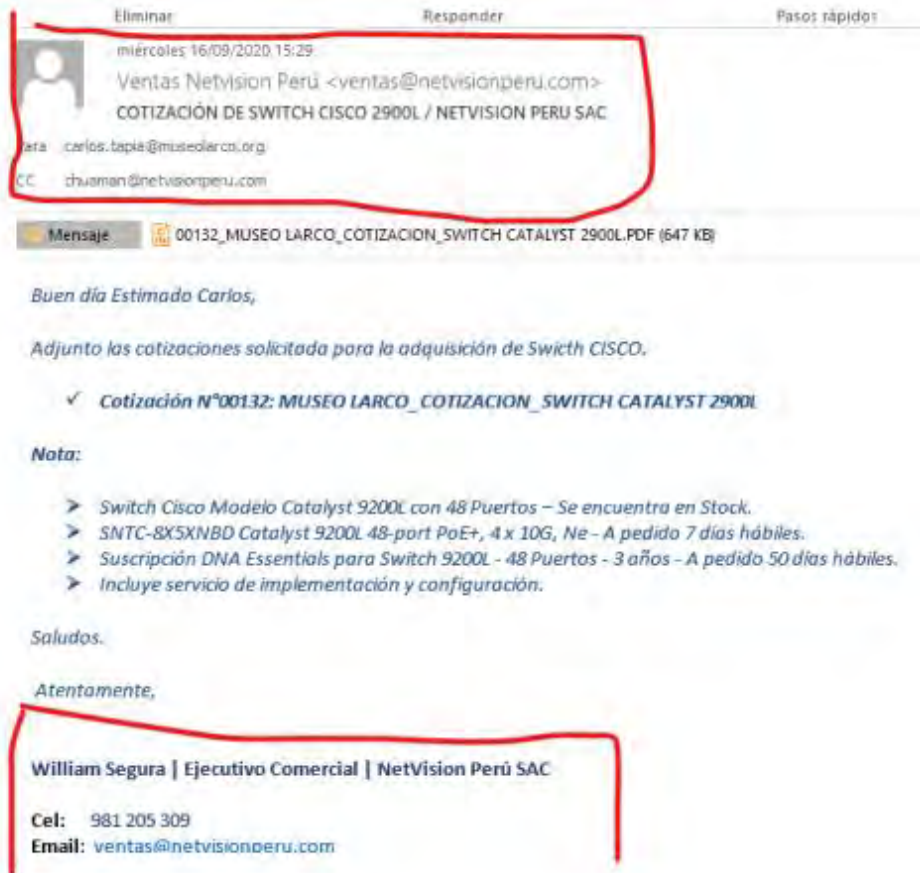 Eliminar Responder Pasos rápidos
miércoles 16/09/2020 15:29
Ventas Netvision Perú <ventas@netvisionperu.com>
COTIZACIÓN DE SWITCH CISCO 2900L / NETVISION PERU SAC
Para carlos.tapia@museolarco.org
CC chuaman@netvisionperu.com
Mensaje 00132_MUSEO LARCO_COTIZACION_SWITCH CATALYST 2900L.PDF (647 KB)
Buen día Estimado Carlos,
Adjunto las cotizaciones solicitada para la adquisición de Swicth CISCO.
✓ Cotización N°00132: MUSEO LARCO_COTIZACION_SWITCH CATALYST 2900L
Nota:
➤ Switch Cisco Modelo Catalyst 9200L con 48 Puertos – Se encuentra en Stock.
➤ SNTC-8X5XNBD Catalyst 9200L 48-port PoE+, 4 x 10G, Ne - A pedido 7 días hábiles.
➤ Suscripción DNA Essentials para Switch 9200L - 48 Puertos - 3 años - A pedido 50 días hábiles.
➤ Incluye servicio de implementación y configuración.
Saludos.
Atentamente,
William Segura | Ejecutivo Comercial | NetVision Perú SAC
Cel: 981 205 309
Email: ventas@netvisionperu.com